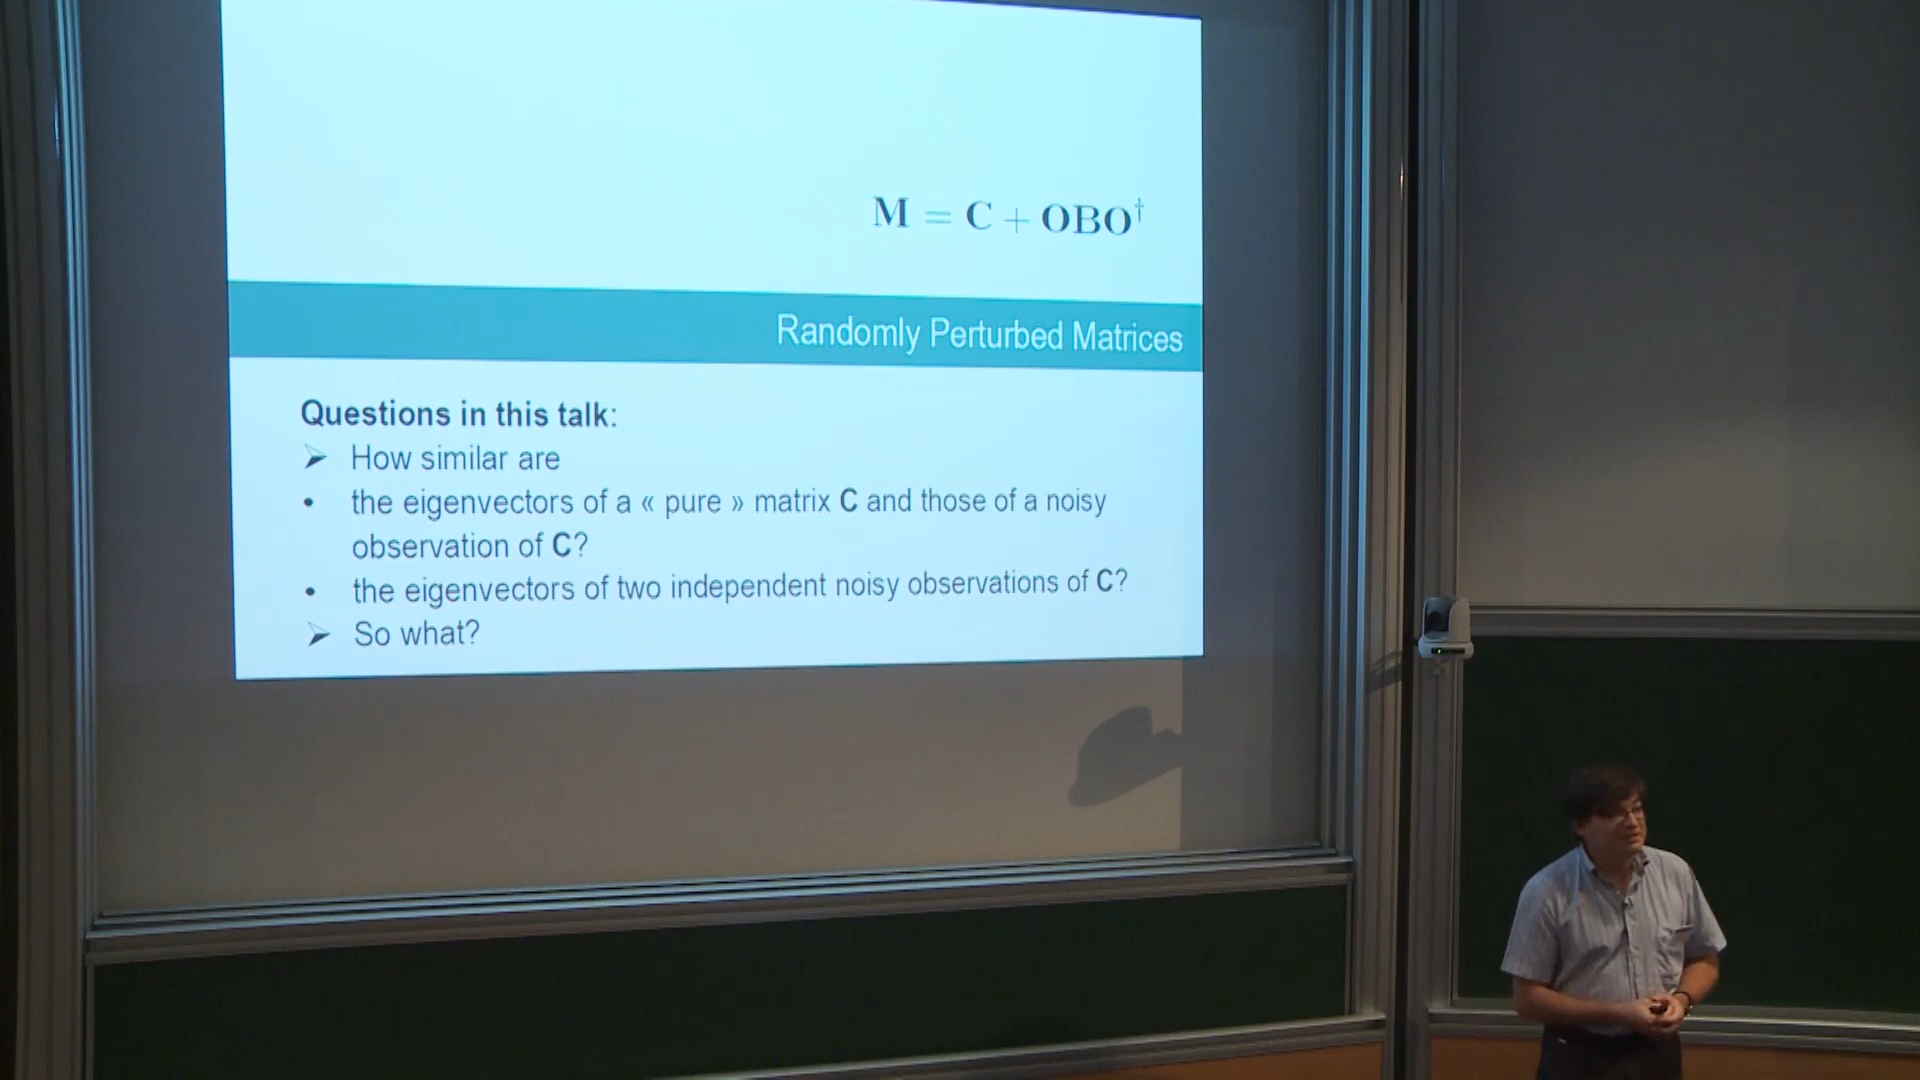 M = C + OBO†
Randomly Perturbed Matrices
Questions in this talk:
➢ How similar are
• the eigenvectors of a « pure » matrix C and those of a noisy
observation of C?
• the eigenvectors of two independent noisy observations of C?
➢ So what?